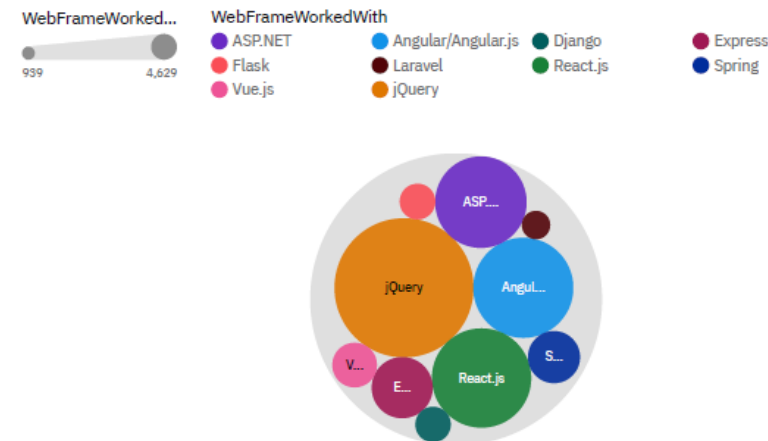 WebFrameWorked...
939 4,629
WebFrameWorkedWith
ASP.NET Angular/Angular.js Django Express
Flask Laravel React.js Spring
Vue.js jQuery
ASP....
jQuery Angul...
V... S...
E... React.js